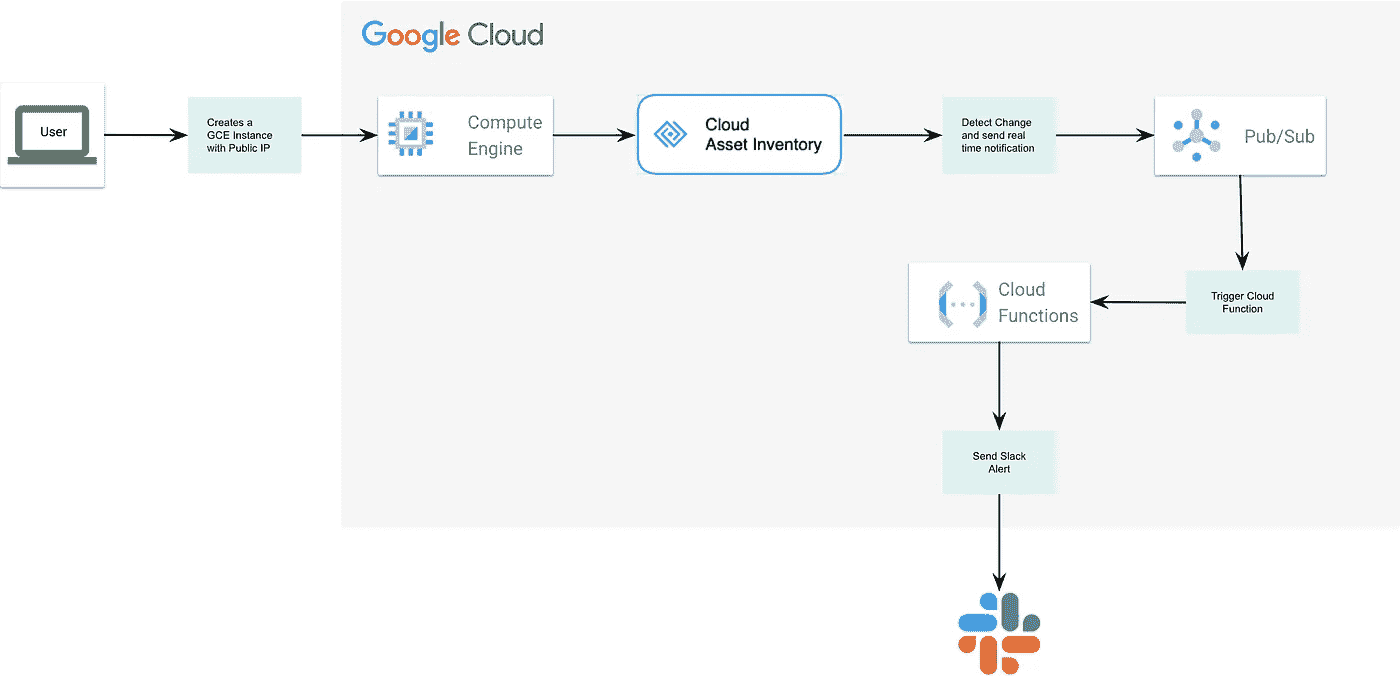 Google Cloud
User
Creates a
GCE Instance
with Public IP
Compute
Engine
Cloud
Asset Inventory
Detect Change
and send real
time notification
Pub/Sub
Cloud
Functions
Trigger Cloud
Function
Send Slack
Alert